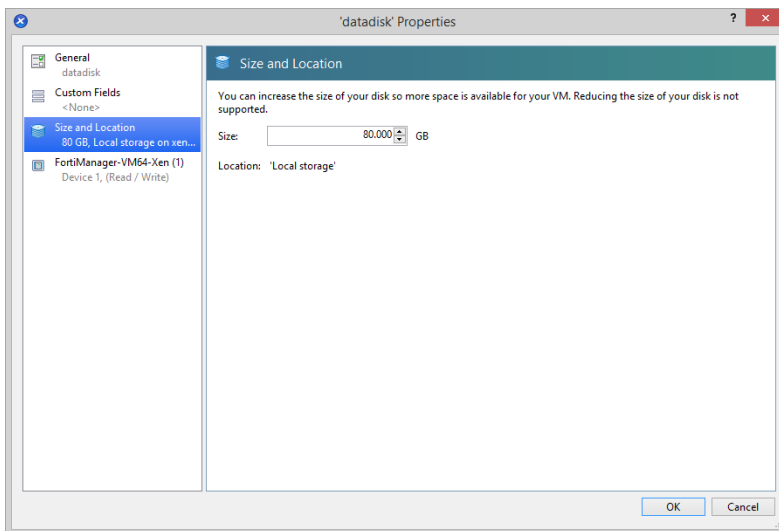 'datadisk' Properties
?
×
General
datadisk
Custom Fields
<None>
Size and Location
80 GB, Local storage on xen...
FortiManager-VM64-Xen (1)
Device 1, (Read / Write)
Size and Location
You can increase the size of your disk so more space is available for your VM. Reducing the size of your disk is not
supported.
Size: 80.000 GB
Location: 'Local storage'
OK Cancel